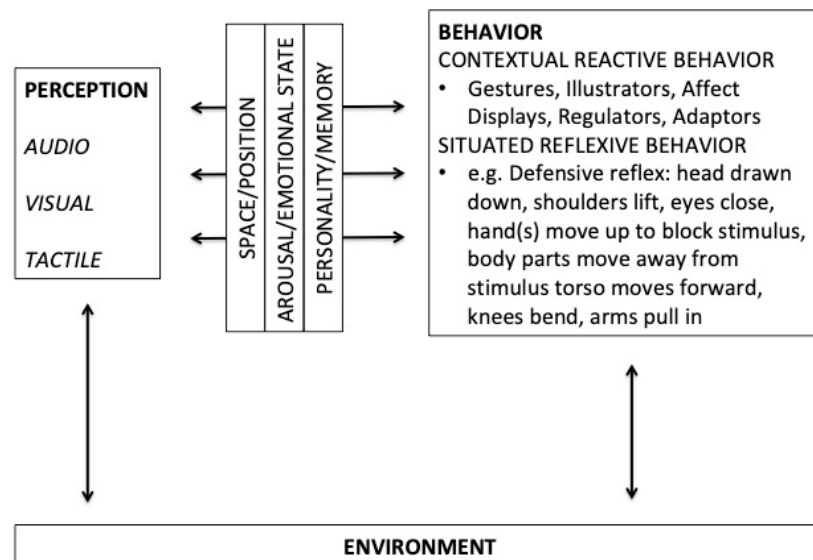 PERCEPTION
AUDIO
VISUAL
TACTILE
SPACE/POSITION
AROUSAL/EMOTIONAL STATE
PERSONALITY/MEMORY
BEHAVIOR
CONTEXTUAL REACTIVE BEHAVIOR
• Gestures, Illustrators, Affect
Displays, Regulators, Adaptors
SITUATED REFLEXIVE BEHAVIOR
• e.g. Defensive reflex: head drawn
down, shoulders lift, eyes close,
hand(s) move up to block stimulus,
body parts move away from
stimulus torso moves forward,
knees bend, arms pull in
ENVIRONMENT